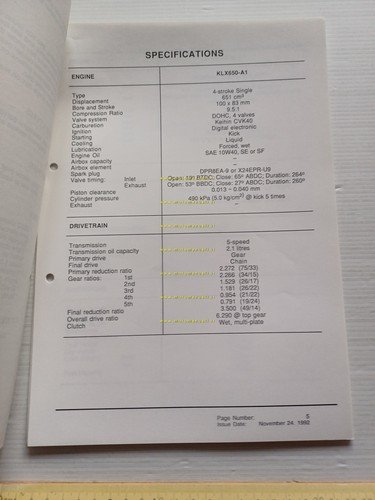 SPECIFICATIONS
ENGINE KLX650-A1
Type 4-stroke Single
Displacement 651 cm³
Bore and Stroke 100 x 83 mm
Compression Ratio 9.5:1
Valve system DOHC, 4 valves
Carburetion Keihin CVK40
Ignition Digital electronic
Starting Kick
Cooling Liquid
Lubrication Forced, wet
Engine Oil SAE 10W40, SE or SF
Airbox capacity –
Airbox element –
Spark plug DPR8EA-9 or X24EPR-U9
Valve timing: Inlet Open: 19º BTDC; Close: 65º ABDC; Duration: 264º
Exhaust Open: 53º BBDC; Close: 27º ABDC; Duration: 260º
Piston clearance 0.013 – 0.040 mm
Cylinder pressure 490 kPa (5.0 kg/cm²) @ kick 5 times
Exhaust –
DRIVETRAIN
Transmission 5-speed
Transmission oil capacity 2.1 litres
Primary drive Gear
Final drive Chain
Primary reduction ratio 2.272 (75/33)
Gear ratios: 1st 2.266 (34/15)
2nd 1.529 (26/17)
3rd 1.181 (26/22)
4th 0.954 (21/22)
5th 0.791 (19/24)
Final reduction ratio 3.500 (49/14)
Overall drive ratio 6.290 @ top gear
Clutch Wet, multi-plate
Page Number: 5
Issue Date: November 24, 1992